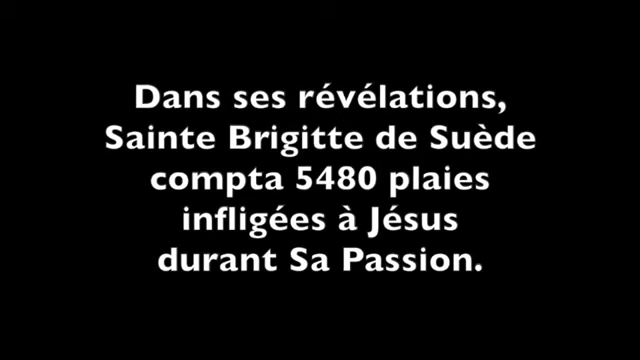 Dans ses révélations,
Sainte Brigitte de Suède
compta 5480 plaies
infligées à Jésus
durant Sa Passion.